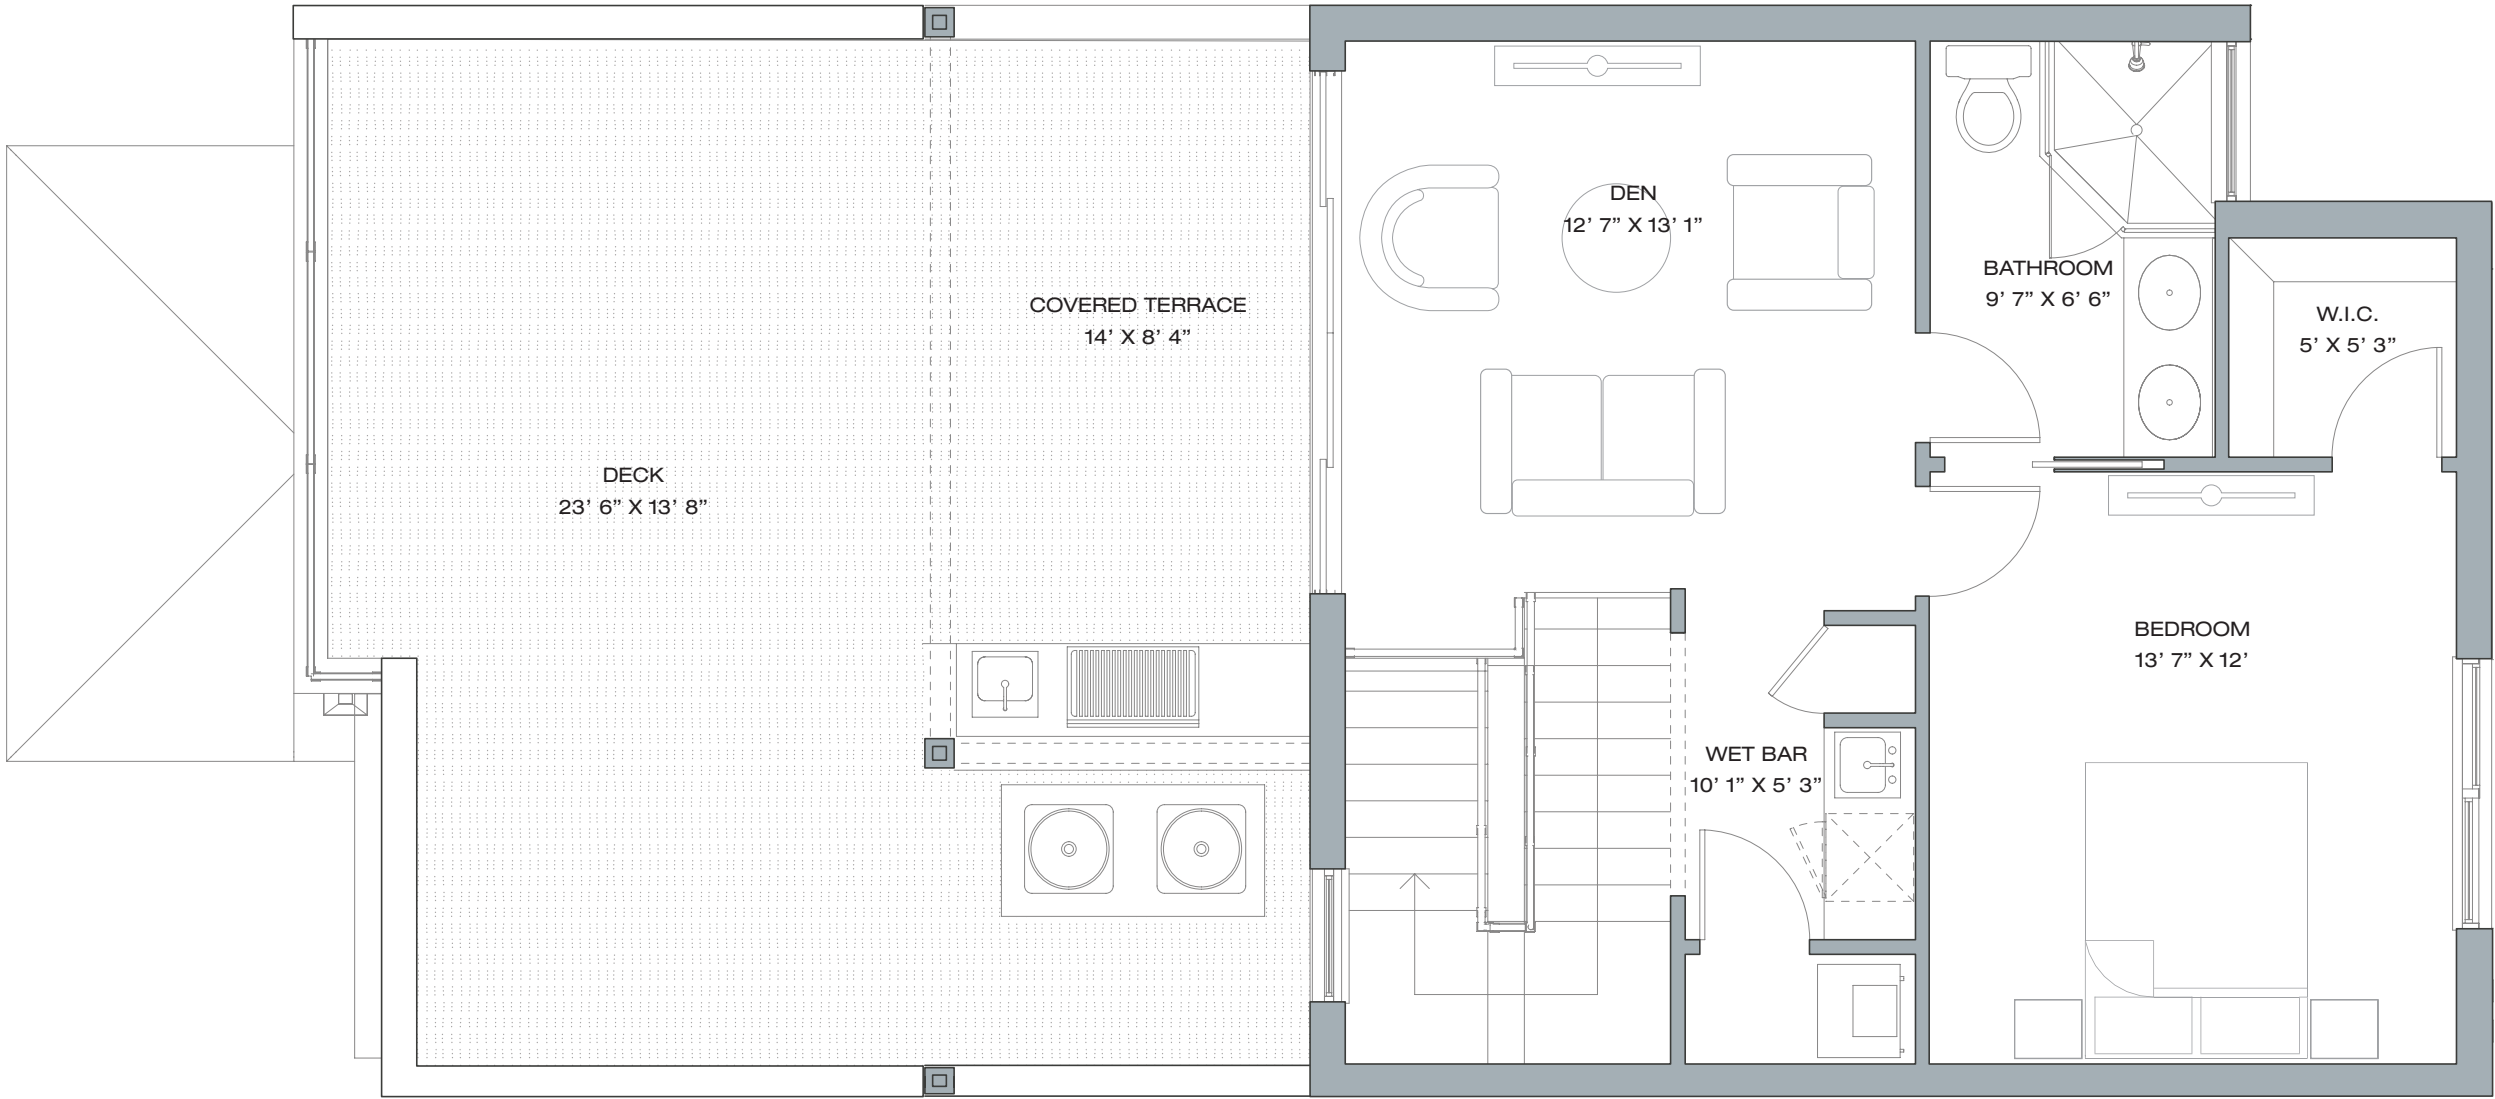 DECK
23’ 6” X 13’ 8”
COVERED TERRACE
14’ X 8’ 4”
DEN
12’ 7” X 13’ 1”
BATHROOM
9’ 7” X 6’ 6”
W.I.C.
5’ X 5’ 3”
WET BAR
10’ 1” X 5’ 3”
BEDROOM
13’ 7” X 12’